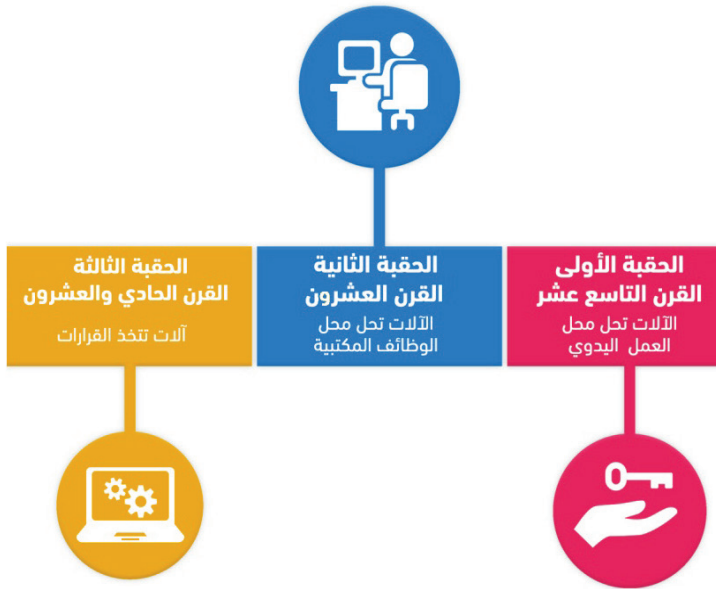 الحقبة الأولى
القرن التاسع عشر
الآلات تحل محل
العمل اليدوي
الحقبة الثانية
القرن العشرون
الآلات تحل محل
الوظائف المكتبية
الحقبة الثالثة
القرن الحادي والعشرون
آلات تتخذ القرارات